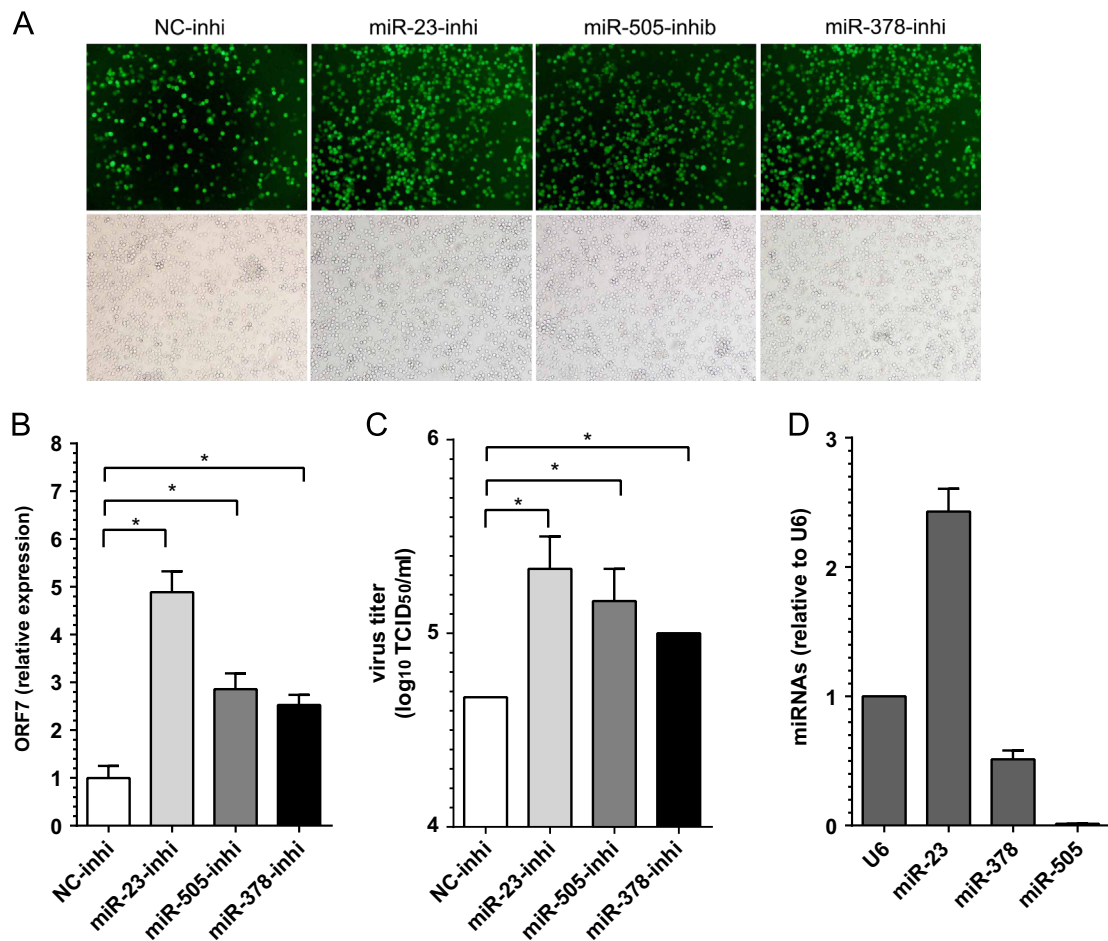 A
NC-inhi
miR-23-inhi
miR-505-inhib
miR-378-inhi
B
ORF7 (relative expression)
8
7
6
5
4
3
2
1
0
*
*
*
NC-inhi
miR-23-inhi
miR-505-inhi
miR-378-inhi
C
virus titer
(log10 TCID50/ml)
6
5
4
*
*
*
NC-inhi
miR-23-inhi
miR-505-inhi
miR-378-inhi
D
miRNAs (relative to U6)
3
2
1
0
U6
miR-23
miR-378
miR-505